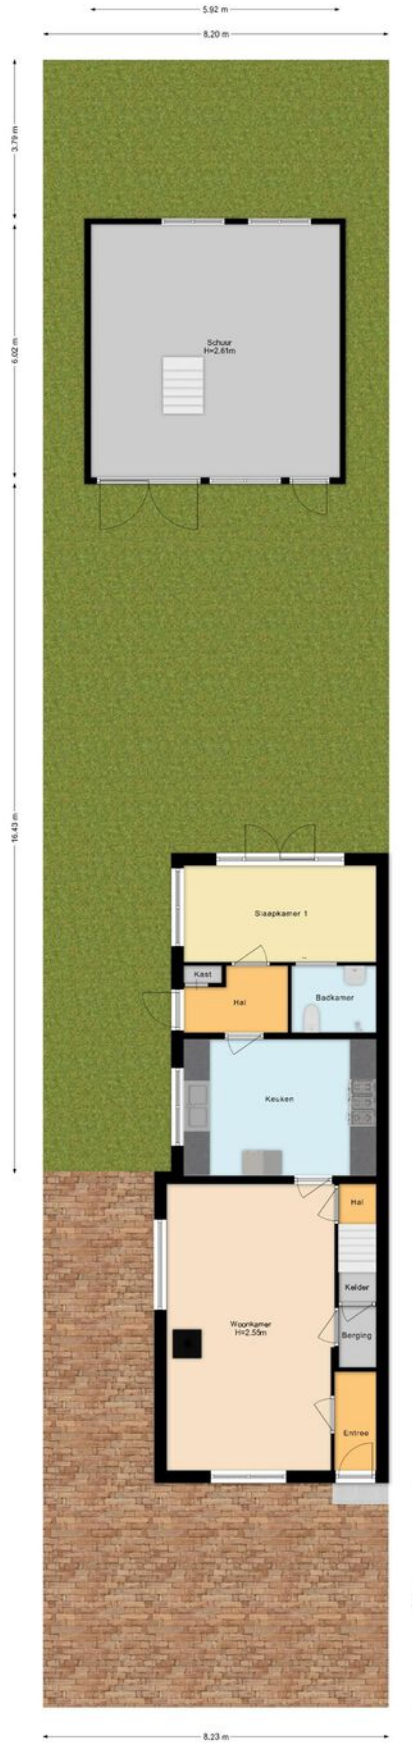 5.92 m
8.20 m
3.79 m
6.02 m
Schuur
H=2.61m
16.43 m
Slaapkamer 1
Kast
Hal
Badkamer
Keuken
Hal
Kelder
Woonkamer
H=2.55m
Berging
Entree
8.23 m